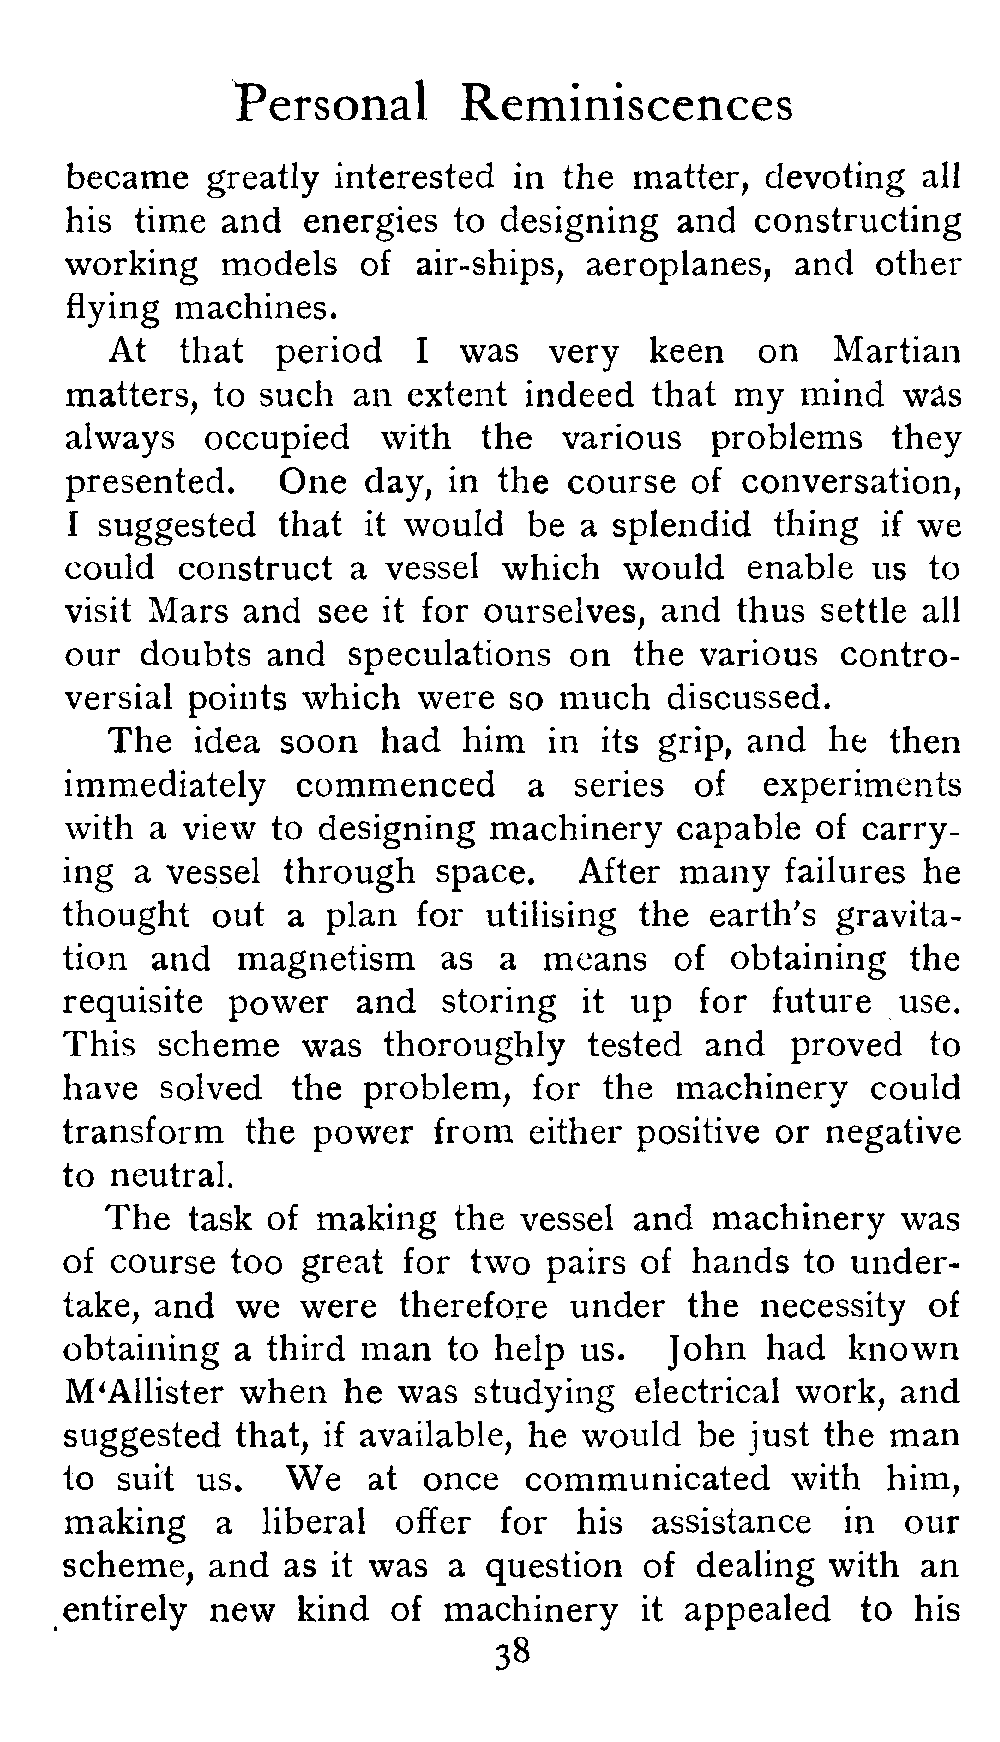 Personal Reminiscences
became greatly interested in the matter, devoting all
his time and energies to designing and constructing
working models of air-ships, aeroplanes, and other
flying machines.
At that period I was very keen on Martian
matters, to such an extent indeed that my mind was
always occupied with the various problems they
presented. One day, in the course of conversation,
I suggested that it would be a splendid thing if we
could construct a vessel which would enable us to
visit Mars and see it for ourselves, and thus settle all
our doubts and speculations on the various contro-
versial points which were so much discussed.
The idea soon had him in its grip, and he then
immediately commenced a series of experiments
with a view to designing machinery capable of carry-
ing a vessel through space. After many failures he
thought out a plan for utilising the earth's gravita-
tion and magnetism as a means of obtaining the
requisite power and storing it up for future use.
This scheme was thoroughly tested and proved to
have solved the problem, for the machinery could
transform the power from either positive or negative
to neutral.
The task of making the vessel and machinery was
of course too great for two pairs of hands to under-
take, and we were therefore under the necessity of
obtaining a third man to help us. John had known
M‘Allister when he was studying electrical work, and
suggested that, if available, he would be just the man
to suit us. We at once communicated with him,
making a liberal offer for his assistance in our
scheme, and as it was a question of dealing with an
entirely new kind of machinery it appealed to his
38